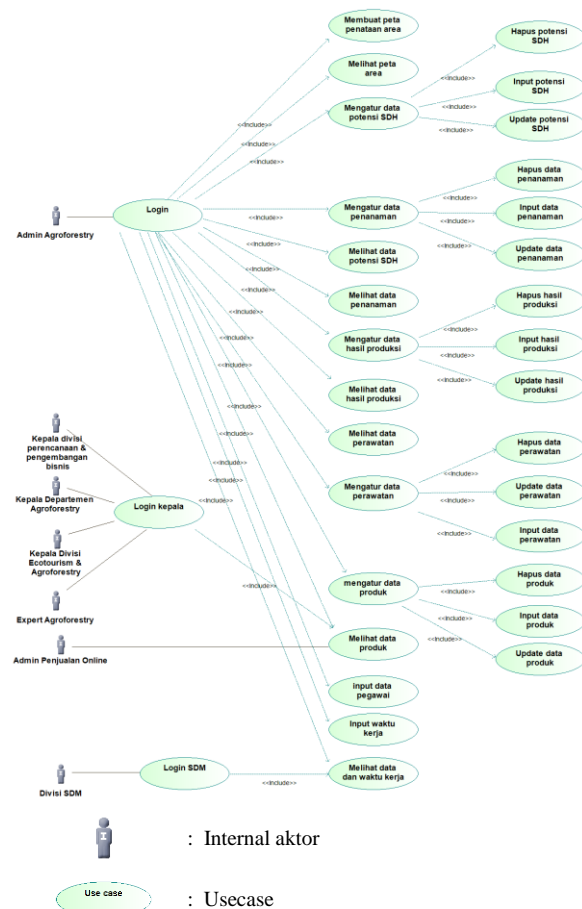 Membuat peta
penataan area
Melihat peta
area
Mengatur data
potensi SDH
Hapus potensi
SDH
Input potensi
SDH
Update potensi
SDH
<<Include>>
<<Include>>
<<Include>>
<<Include>>
<<Include>>
<<Include>>
Admin Agroforestry
Login
Mengatur data
penanaman
Hapus data
penanaman
Input data
penanaman
Update data
penanaman
<<Include>>
<<Include>>
<<Include>>
<<Include>>
Melihat data
potensi SDH
<<Include>>
Melihat data
penanaman
<<Include>>
Mengatur data
hasil produksi
Hapus hasil
produksi
Input hasil
produksi
Update hasil
produksi
<<Include>>
<<Include>>
<<Include>>
<<Include>>
Melihat data
hasil produksi
<<Include>>
Melihat data
perawatan
<<Include>>
Mengatur data
perawatan
Hapus data
perawatan
Update data
perawatan
Input data
perawatan
<<Include>>
<<Include>>
<<Include>>
<<Include>>
<<Include>>
<<Include>>
<<Include>>
<<Include>>
Kepala divisi
perencanaan &
pengembangan
bisnis
Kepala Departemen
Agroforestry
Kepala Divisi
Ecotourism &
Agroforestry
Expert Agroforestry
Login kepala
<<Include>>
mengatur data
produk
Hapus data
produk
Input data
produk
Update data
produk
<<Include>>
<<Include>>
<<Include>>
Admin Penjualan Online
Melihat data
produk
input data
pegawai
Input waktu
kerja
Divisi SDM
Login SDM
<<Include>>
Melihat data
dan waktu kerja
: Internal aktor
Use case
: Usecase